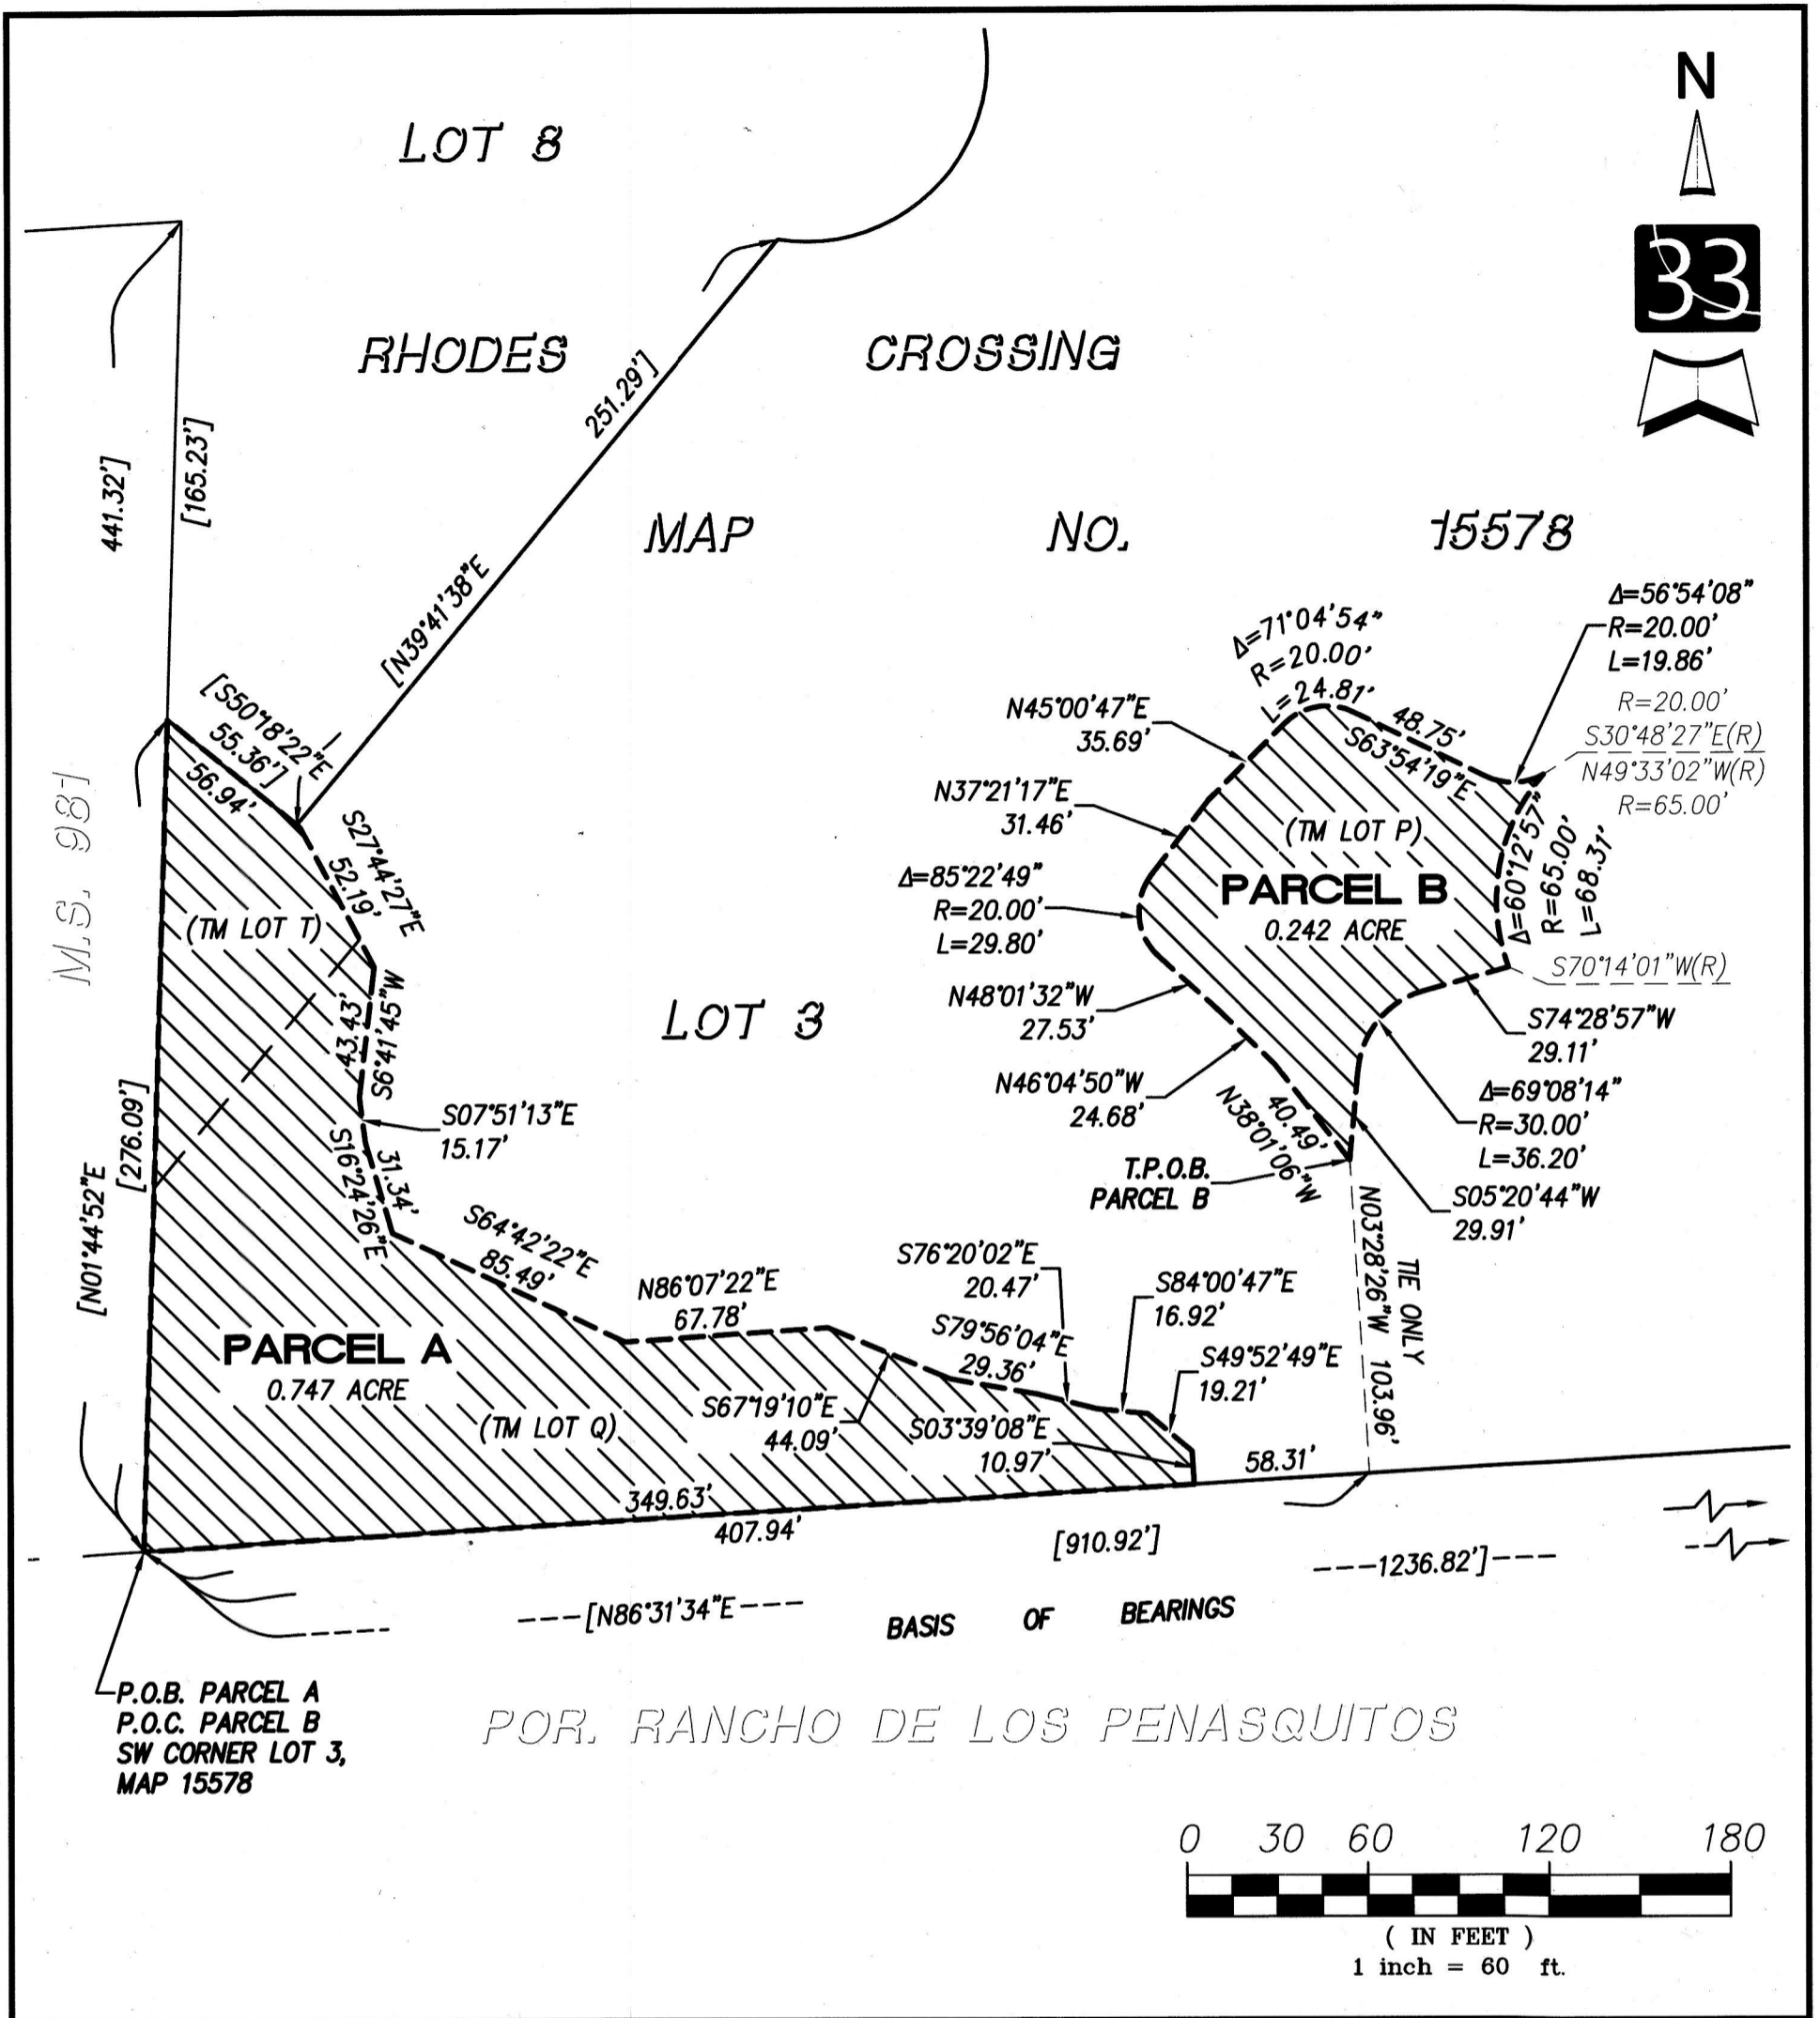 N
LOT 8
33
RHODES CROSSING
251.29']
[165.23']
441.32']
MAP NO. 15578
[N39°41'38"E
Δ=56°54'08"
R=20.00'
L=19.86'
R=20.00'
S30°48'27"E(R)
N49°33'02"W(R)
R=65.00'
Δ=71°04'54"
R=20.00'
L=24.81'
48.75'
S63°54'19"E
N45°00'47"E
35.69'
[S50°18'22"E
55.36']
56.94'
N37°21'17"E
31.46'
(TM LOT P)
PARCEL B
0.242 ACRE
Δ=60°12'57"
R=65.00'
L=68.31'
M.S. 981
S27°44'27"E
52.19'
Δ=85°22'49"
R=20.00'
L=29.80'
(TM LOT T)
S70°14'01"W(R)
43.43'
S6°41'45"W
LOT 3
N48°01'32"W
27.53'
S74°28'57"W
29.11'
N46°04'50"W
24.68'
40.49'
N38°01'06"W
Δ=69°08'14"
R=30.00'
L=36.20'
[276.09']
[N01°44'52"E
S07°51'13"E
15.17'
31.34'
S16°24'26"E
T.P.O.B.
PARCEL B
S05°20'44"W
29.91'
S64°42'22"E
85.49'
N86°07'22"E
67.78'
S76°20'02"E
20.47'
S84°00'47"E
16.92'
TIE ONLY
N03°28'26"W 103.96'
S79°56'04"E
29.36'
S49°52'49"E
19.21'
PARCEL A
0.747 ACRE
(TM LOT Q)
S67°19'10"E
44.09'
S03°39'08"E
10.97'
58.31'
349.63'
407.94'
[910.92']
1236.82']
[N86°31'34"E
BASIS OF BEARINGS
P.O.B. PARCEL A
P.O.C. PARCEL B
SW CORNER LOT 3,
MAP 15578
POR. RANCHO DE LOS PENASQUITOS
0 30 60 120 180
( IN FEET )
1 inch = 60 ft.